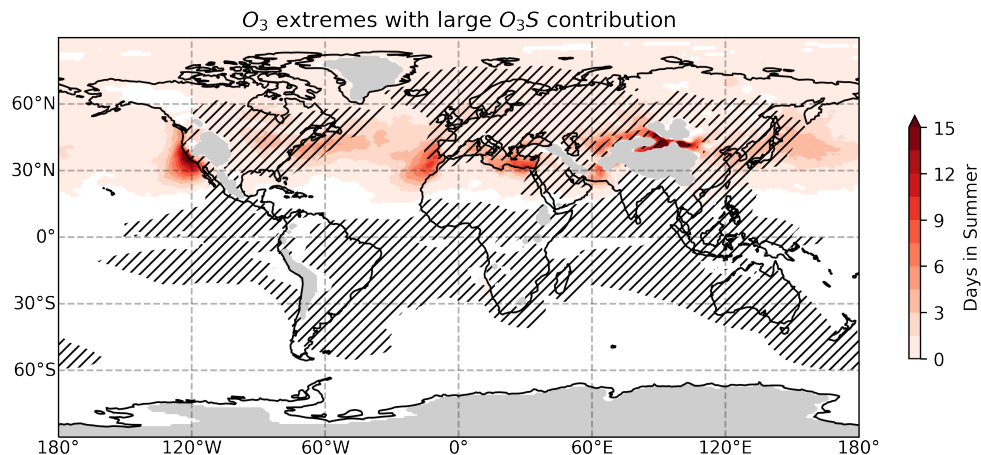 O₃ extremes with large O₃S contribution
60°N
30°N
0°
30°S
60°S
180° 120°W 60°W 0° 60°E 120°E 180°
15
12
9
6
3
0
Days in Summer